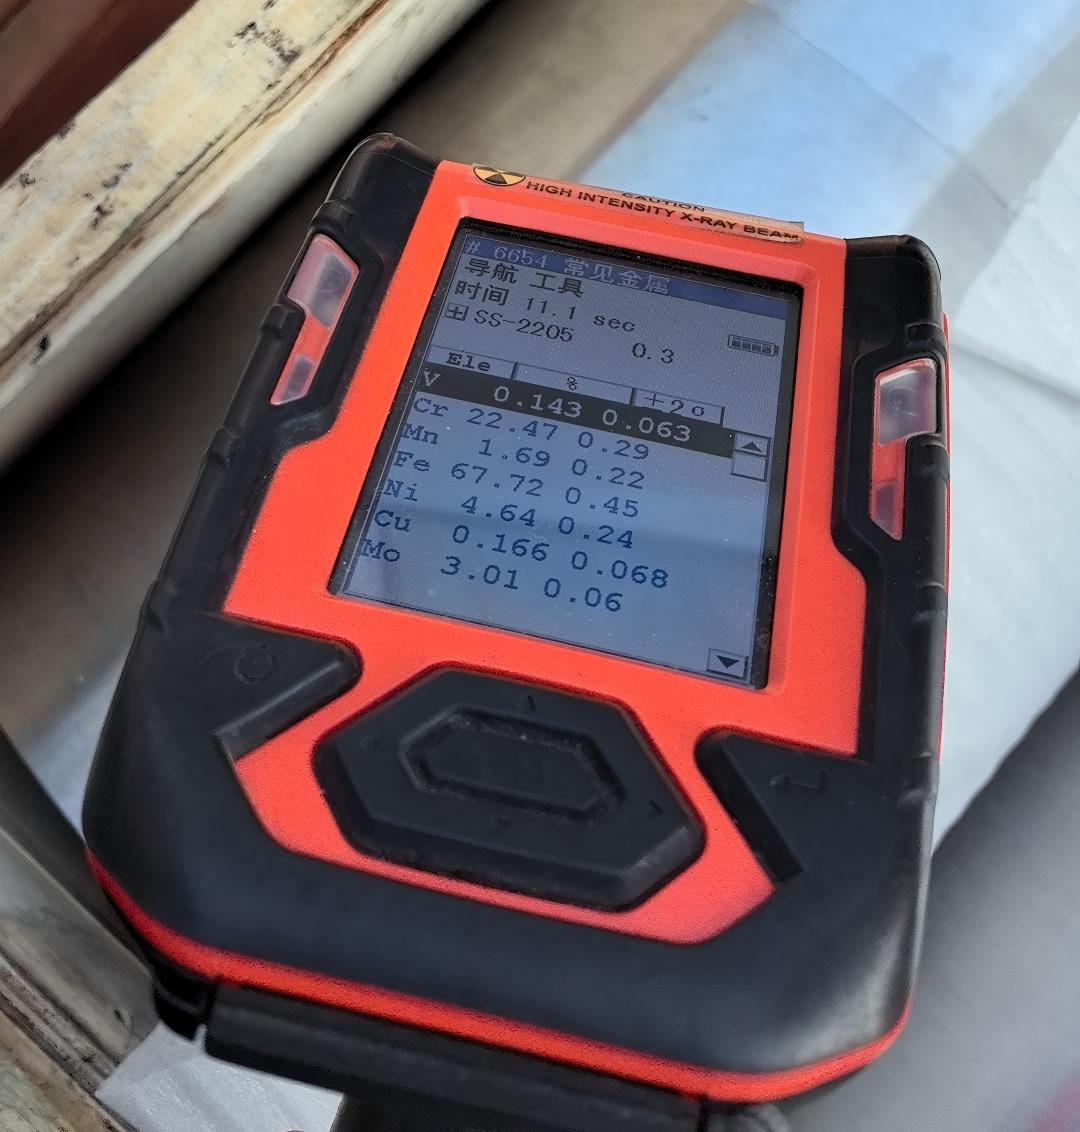 CAUTION
HIGH INTENSITY X-RAY BEAM
# 6654 常见金属
导航 工具
时间 11.1 sec
SS-2205 0.3
Ele % ±2σ
V 0.143 0.063
Cr 22.47 0.29
Mn 1.69 0.22
Fe 67.72 0.45
Ni 4.64 0.24
Cu 0.166 0.068
Mo 3.01 0.06